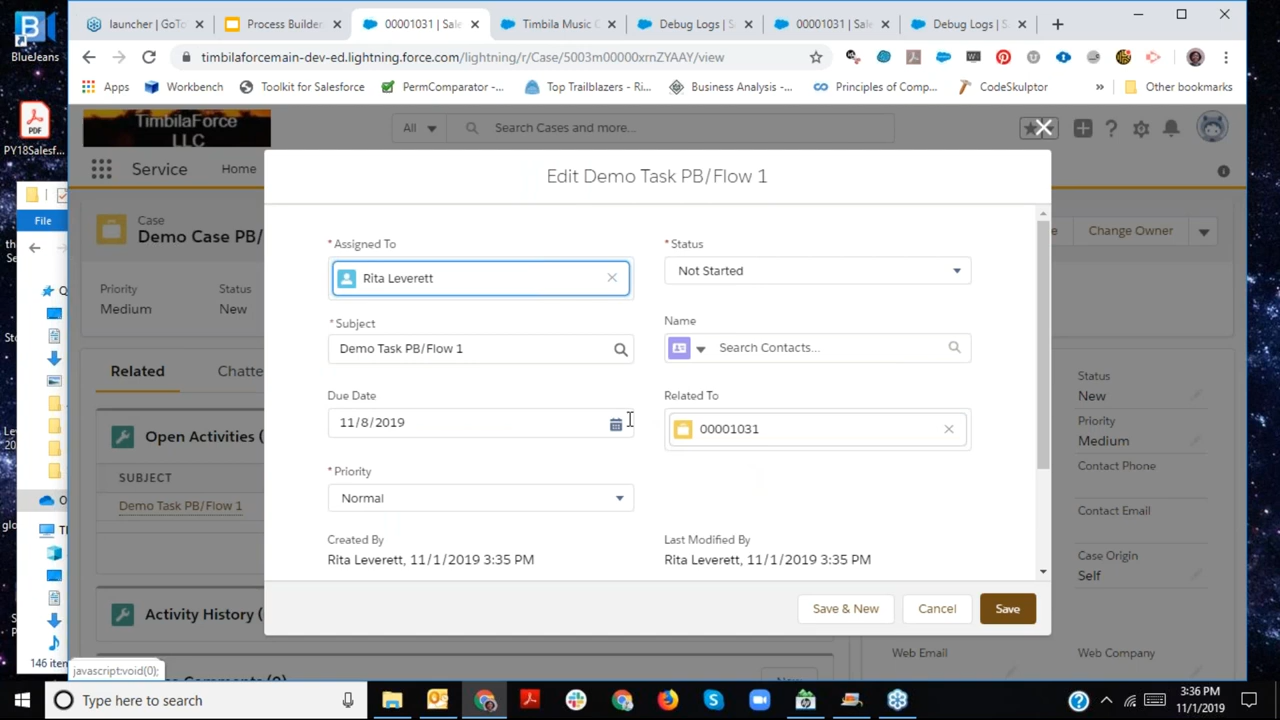 launcher | GoTo
Process Builder
00001031 | Sale
Timbila Music C
Debug Logs | S
00001031 | Sale
Debug Logs | S
timbilaforcemain-dev-ed.lightning.force.com/lightning/r/Case/5003m00000xrnZYAAY/view
Apps
Workbench
Toolkit for Salesforce
PermComparator -...
Top Trailblazers - Ri...
Business Analysis -...
Principles of Comp...
CodeSkulptor
»
Other bookmarks
BlueJeans
PDF
PY18Salesf...
TimbilaForce
LLC
All
Search Cases and more...
Service
Home
File
Case
Demo Case PB/
Change Owner
Priority
Medium
Status
New
Related
Chatte
Open Activities (
SUBJECT
Demo Task PB/Flow 1
Activity History (
146 iten
javascript:void(0);
Edit Demo Task PB/Flow 1
*Assigned To
Rita Leverett
*Status
Not Started
*Subject
Demo Task PB/Flow 1
Name
Search Contacts...
Due Date
11/8/2019
Related To
00001031
*Priority
Normal
Created By
Rita Leverett, 11/1/2019 3:35 PM
Last Modified By
Rita Leverett, 11/1/2019 3:35 PM
Save & New
Cancel
Save
Status
New
Priority
Medium
Contact Phone
Contact Email
Case Origin
Self
Web Email
Web Company
Type here to search
3:36 PM
11/1/2019